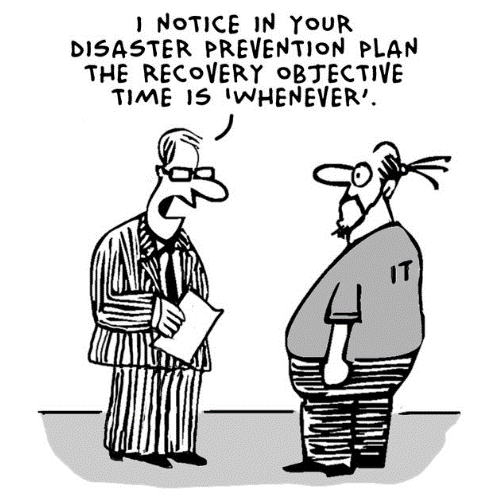 I NOTICE IN YOUR
DISASTER PREVENTION PLAN
THE RECOVERY OBJECTIVE
TIME IS 'WHENEVER'.
IT